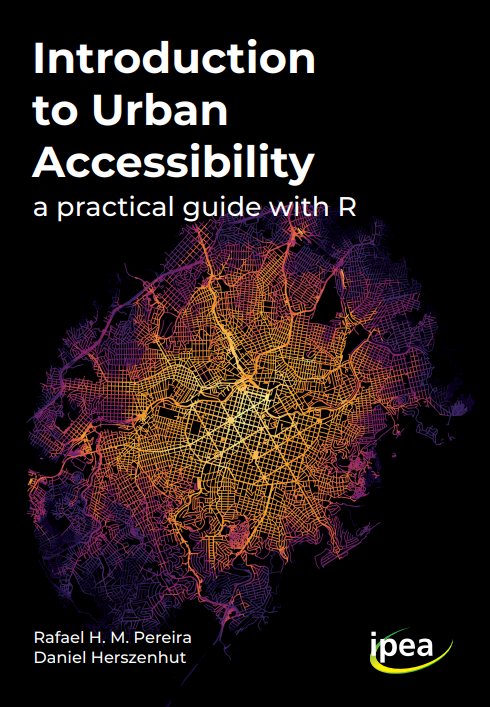 Introduction
to Urban
Accessibility
a practical guide with R
Rafael H. M. Pereira
Daniel Herszenhut
ipea